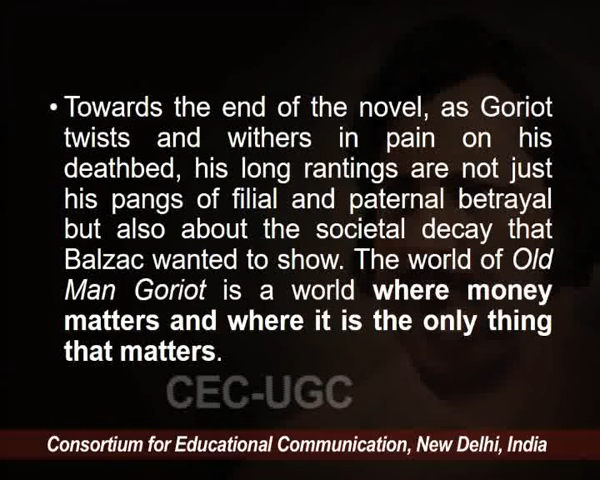 • Towards the end of the novel, as Goriot
twists and withers in pain on his
deathbed, his long rantings are not just
his pangs of filial and paternal betrayal
but also about the societal decay that
Balzac wanted to show. The world of Old
Man Goriot is a world where money
matters and where it is the only thing
that matters.
CEC-UGC
Consortium for Educational Communication, New Delhi, India